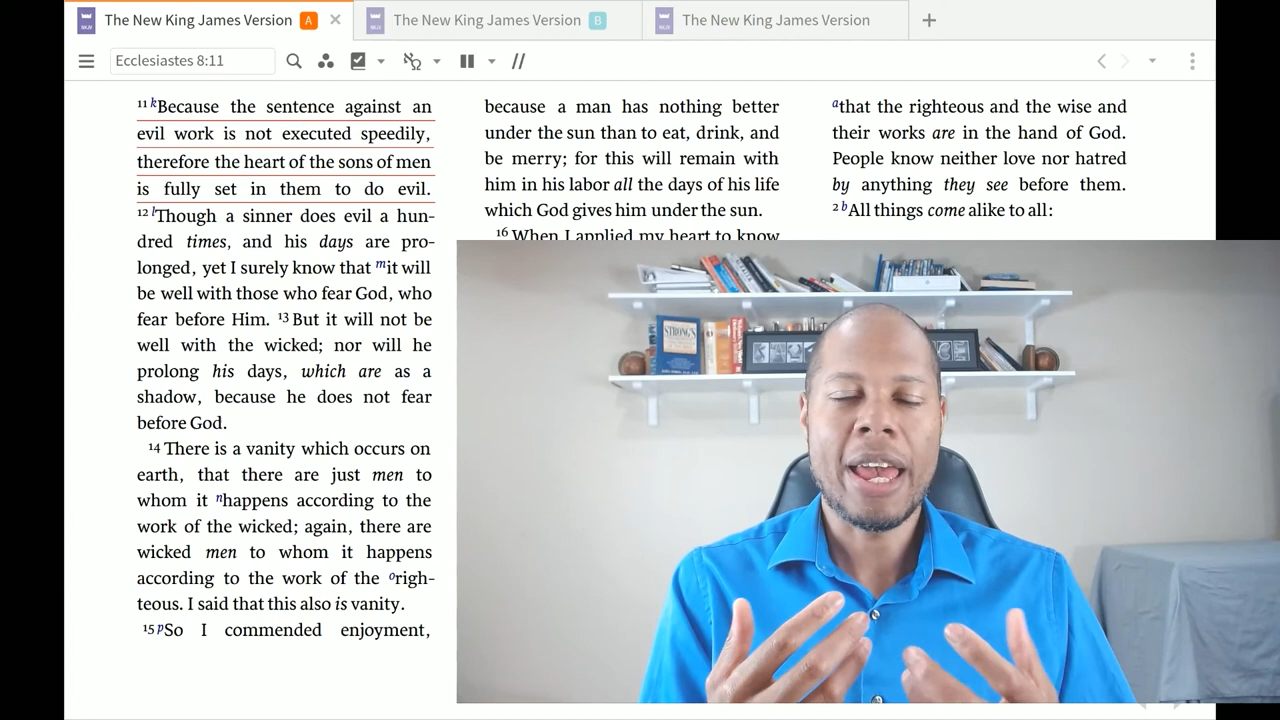 The New King James Version A
The New King James Version B
The New King James Version
Ecclesiastes 8:11
11 kBecause the sentence against an
evil work is not executed speedily,
therefore the heart of the sons of men
is fully set in them to do evil.
12 lThough a sinner does evil a hun-
dred times, and his days are pro-
longed, yet I surely know that mit will
be well with those who fear God, who
fear before Him. 13 But it will not be
well with the wicked; nor will he
prolong his days, which are as a
shadow, because he does not fear
before God.
14 There is a vanity which occurs on
earth, that there are just men to
whom it nhappens according to the
work of the wicked; again, there are
wicked men to whom it happens
according to the work of the origh-
teous. I said that this also is vanity.
15 pSo I commended enjoyment,
because a man has nothing better
under the sun than to eat, drink, and
be merry; for this will remain with
him in his labor all the days of his life
which God gives him under the sun.
16 When I applied my heart to know
athat the righteous and the wise and
their works are in the hand of God.
People know neither love nor hatred
by anything they see before them.
2 bAll things come alike to all:
STRONG'S